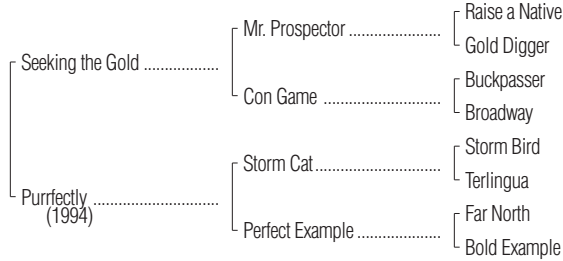 Raise a Native
Mr. Prospector ....................
Gold Digger
Seeking the Gold ..................
Buckpasser
Con Game .........................
Broadway
Storm Bird
Storm Cat...........................
Terlingua
Purrfectly ...........................
(1994)
Far North
Perfect Example ..................
Bold Example